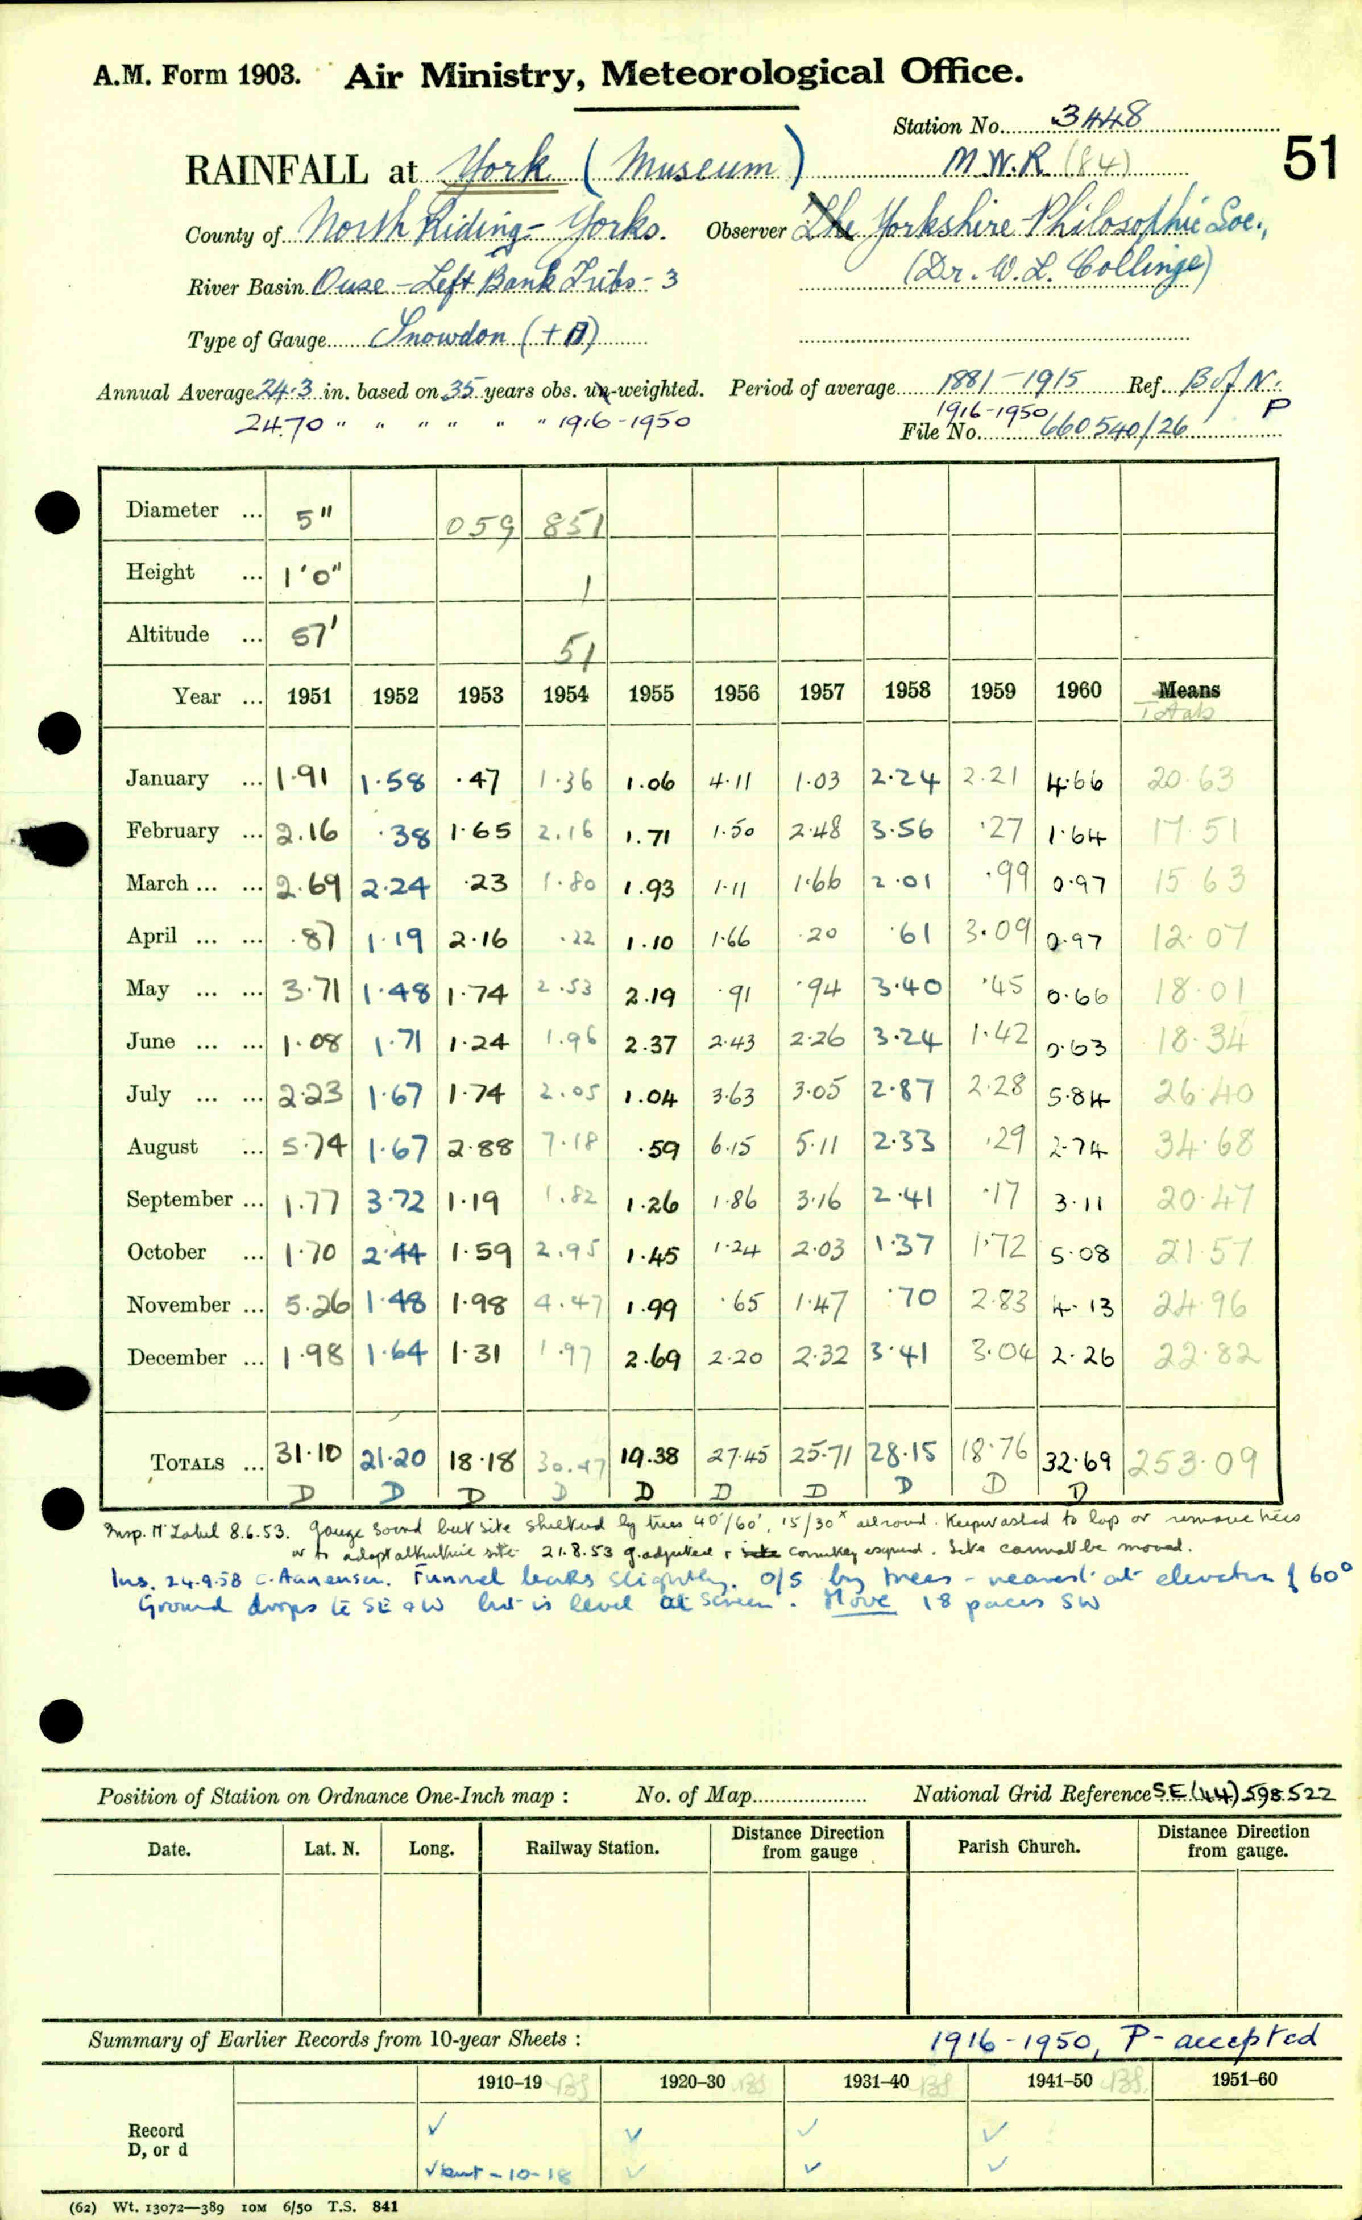 A.M. Form 1903. Air Ministry, Meteorological Office.
Station No. 3448
51
RAINFALL at York (Museum) M.W.R (84)
County of North Riding - Yorks. Observer The Yorkshire Philosophic Soc.,
River Basin Ouse - Left Bank Tribs - 3 (Dr. W. L. Collinge)
Type of Gauge Snowdon
Annual Average 24.3 in. based on 35 years obs. un-weighted. Period of average 1881-1915 Ref. B of N.
24.70 " " " " " " 1916-1950 1916-1950 P
File No. 660540/26
Diameter ... 5" 059 851
Height ... 1'0" 1
Altitude ... 57' 51
Year ... 1951 1952 1953 1954 1955 1956 1957 1958 1959 1960 Means
Totals
January ... 1.91 1.58 .47 1.36 1.06 4.11 1.03 2.24 2.21 4.66 20.63
February ... 2.16 .38 1.65 2.16 1.71 1.50 2.48 3.56 .27 1.64 17.51
March ... ... 2.69 2.24 .23 1.80 1.93 1.11 1.66 2.01 .99 0.97 15.63
April ... ... .87 1.19 2.16 .22 1.10 1.66 .20 .61 3.09 0.97 12.07
May ... ... 3.71 1.48 1.74 2.53 2.19 .91 .94 3.40 .45 0.66 18.01
June ... ... 1.08 1.71 1.24 1.96 2.37 2.43 2.26 3.24 1.42 0.63 18.34
July ... ... 2.23 1.67 1.74 2.05 1.04 3.63 3.05 2.87 2.28 5.84 26.40
August ... 5.74 1.67 2.88 7.18 .59 6.15 5.11 2.33 .29 2.74 34.68
September ... 1.77 3.72 1.19 1.82 1.26 1.86 3.16 2.41 .17 3.11 20.47
October ... 1.70 2.44 1.59 2.95 1.45 1.24 2.03 1.37 1.72 5.08 21.57
November ... 5.26 1.48 1.98 4.47 1.99 .65 1.47 .70 2.83 4.13 24.96
December ... 1.98 1.64 1.31 1.97 2.69 2.20 2.32 3.41 3.04 2.26 22.82
TOTALS ... 31.10 21.20 18.18 30.47 19.38 27.45 25.71 28.15 18.76 32.69 253.09
D D D D D D D D D D
Insp. 8.6.53. Gauge sound but site sheltered by trees 40'/60', 15/30x all round. Keeper asked to lop or remove trees
or to adopt alternative site. 21.8.53 g. adjusted + site exposed. Site cannot be moved.
Ins. 24.9.58 C. Aanensen. Funnel leaks slightly. O/S by trees - nearest at elevation of 60°
Ground drops to SE & W but is level at Screen. Move 18 paces SW
Position of Station on Ordnance One-Inch map : No. of Map National Grid Reference SE (44) 598.522
Date. Lat. N. Long. Railway Station. Distance from gauge Direction Parish Church. Distance from gauge. Direction
Summary of Earlier Records from 10-year Sheets : 1916-1950, P - accepted
1910–19 BS 1920–30 BS 1931–40 BS 1941–50 BS 1951–60
Record ✓ ✓ ✓ ✓
D, or d ✓ but - 10-18 ✓ ✓ ✓
(62) Wt. 13072—389 10M 6/50 T.S. 841